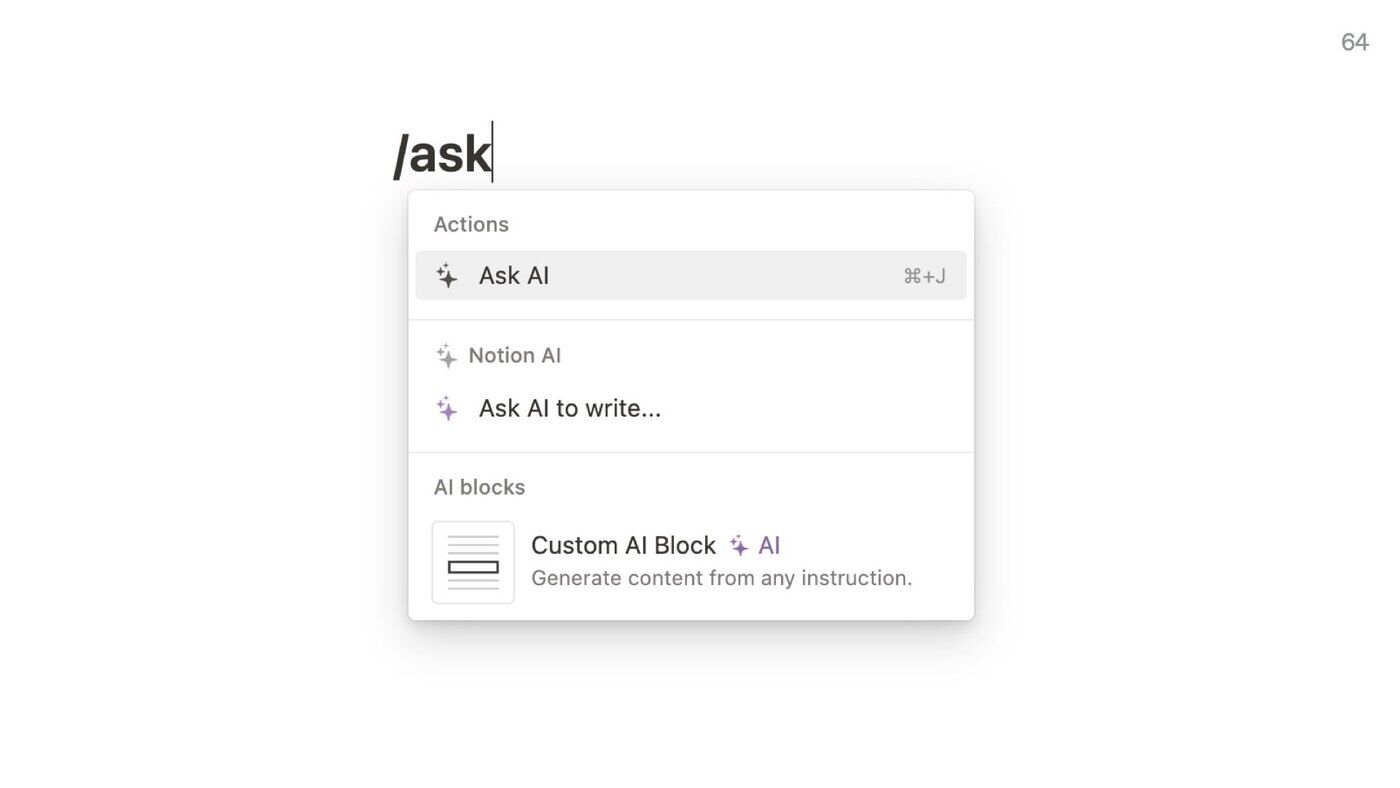 64
/ask
Actions
Ask AI ⌘+J
Notion AI
Ask AI to write...
AI blocks
Custom AI Block AI
Generate content from any instruction.